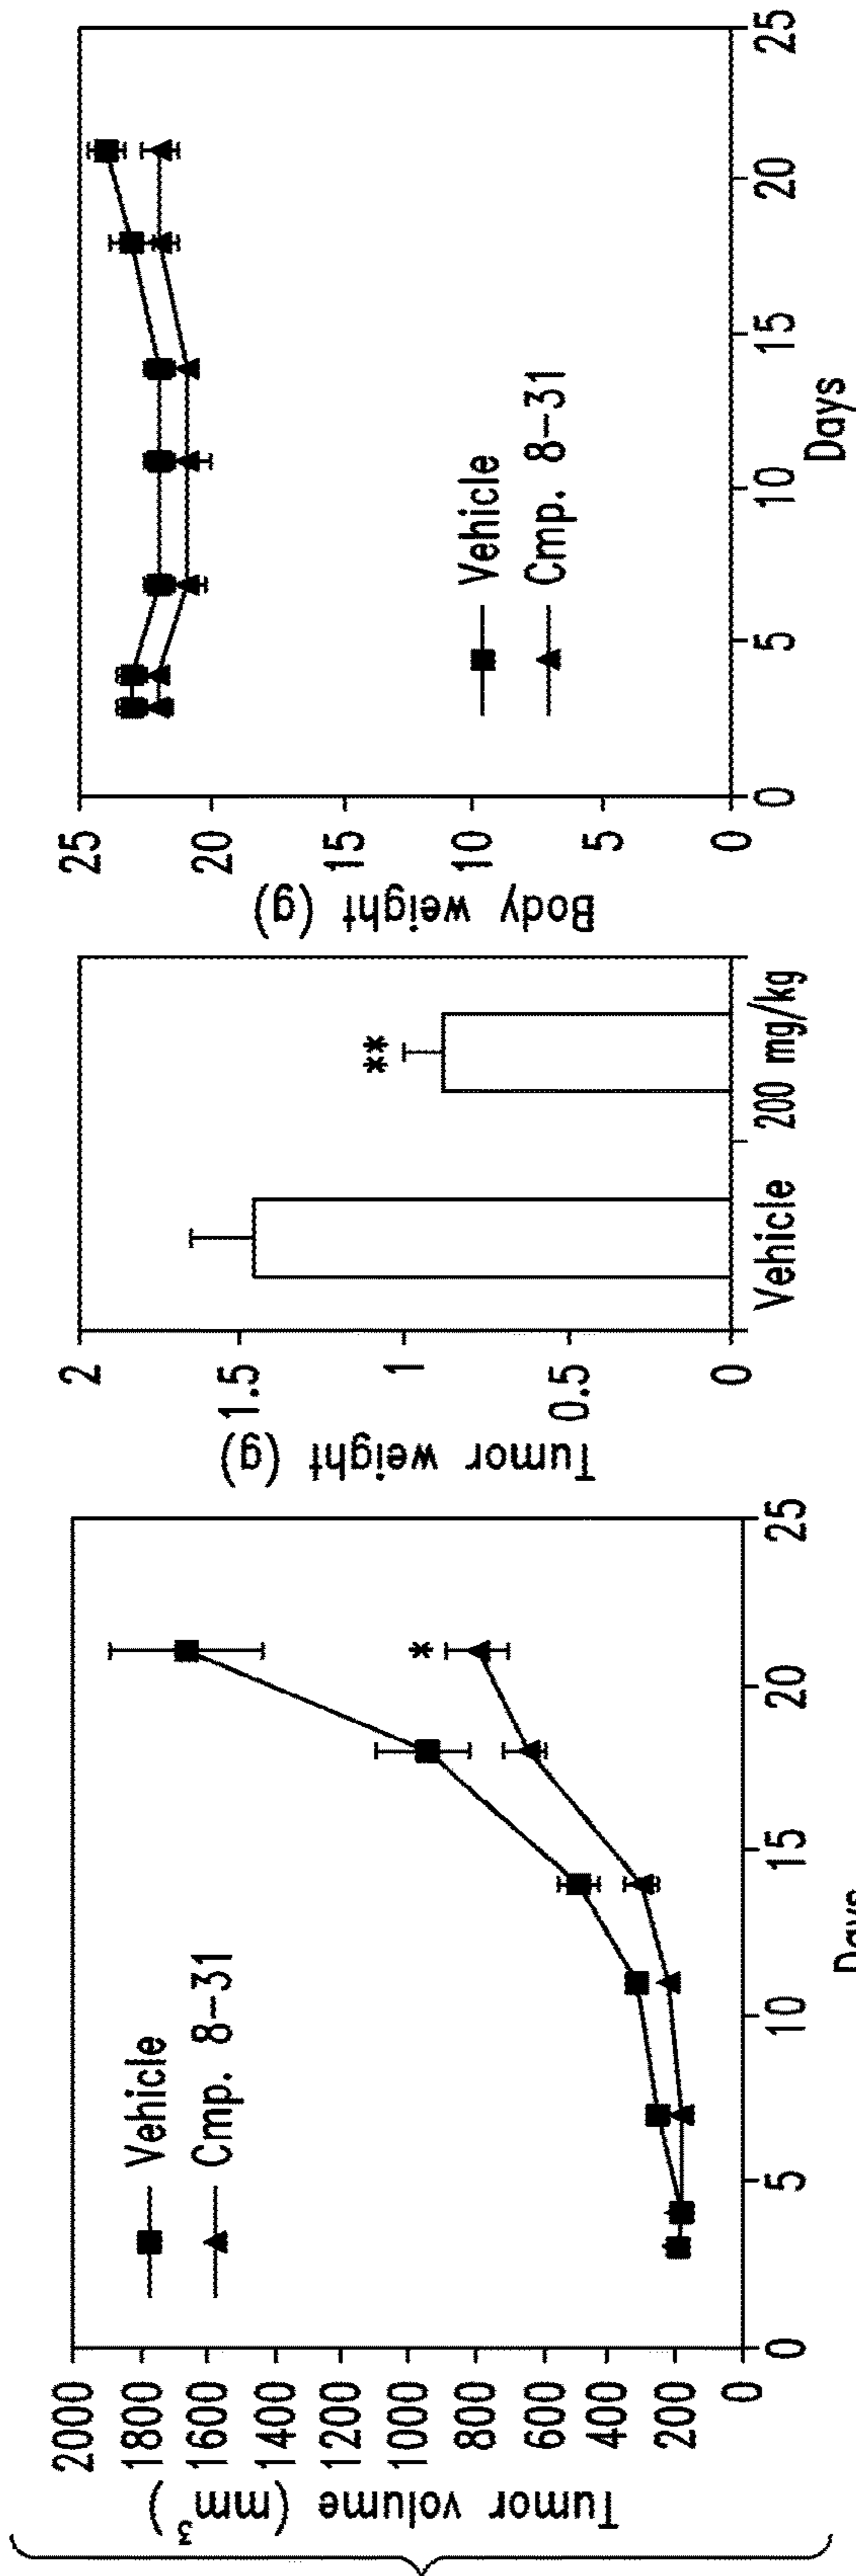 Tumor volume (mm³)
2000
1800
1600
1400
1200
1000
800
600
400
200
0
Vehicle
Cmp. 8-31
*
0 5 10 15 20 25
Days
Tumor weight (g)
2
1.5
1
0.5
0
**
Vehicle 200 mg/kg
Body weight (g)
25
20
15
10
5
0
Vehicle
Cmp. 8-31
0 5 10 15 20 25
Days